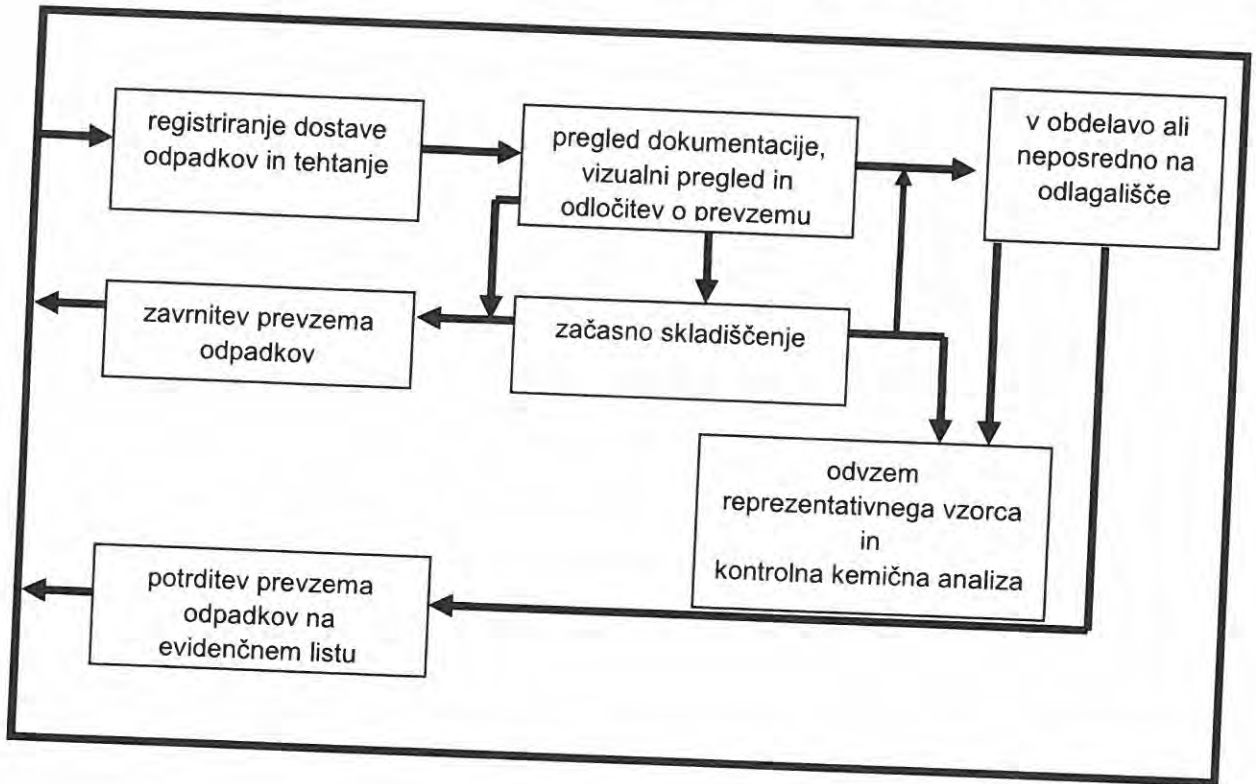 registriranje dostave
odpadkov in tehtanje
pregled dokumentacije,
vizualni pregled in
odločitev o prevzemu
v obdelavo ali
neposredno na
odlagališče
zavrnitev prevzema
odpadkov
začasno skladiščenje
odvzem
reprezentativnega vzorca
in
kontrolna kemična analiza
potrditev prevzema
odpadkov na
evidenčnem listu